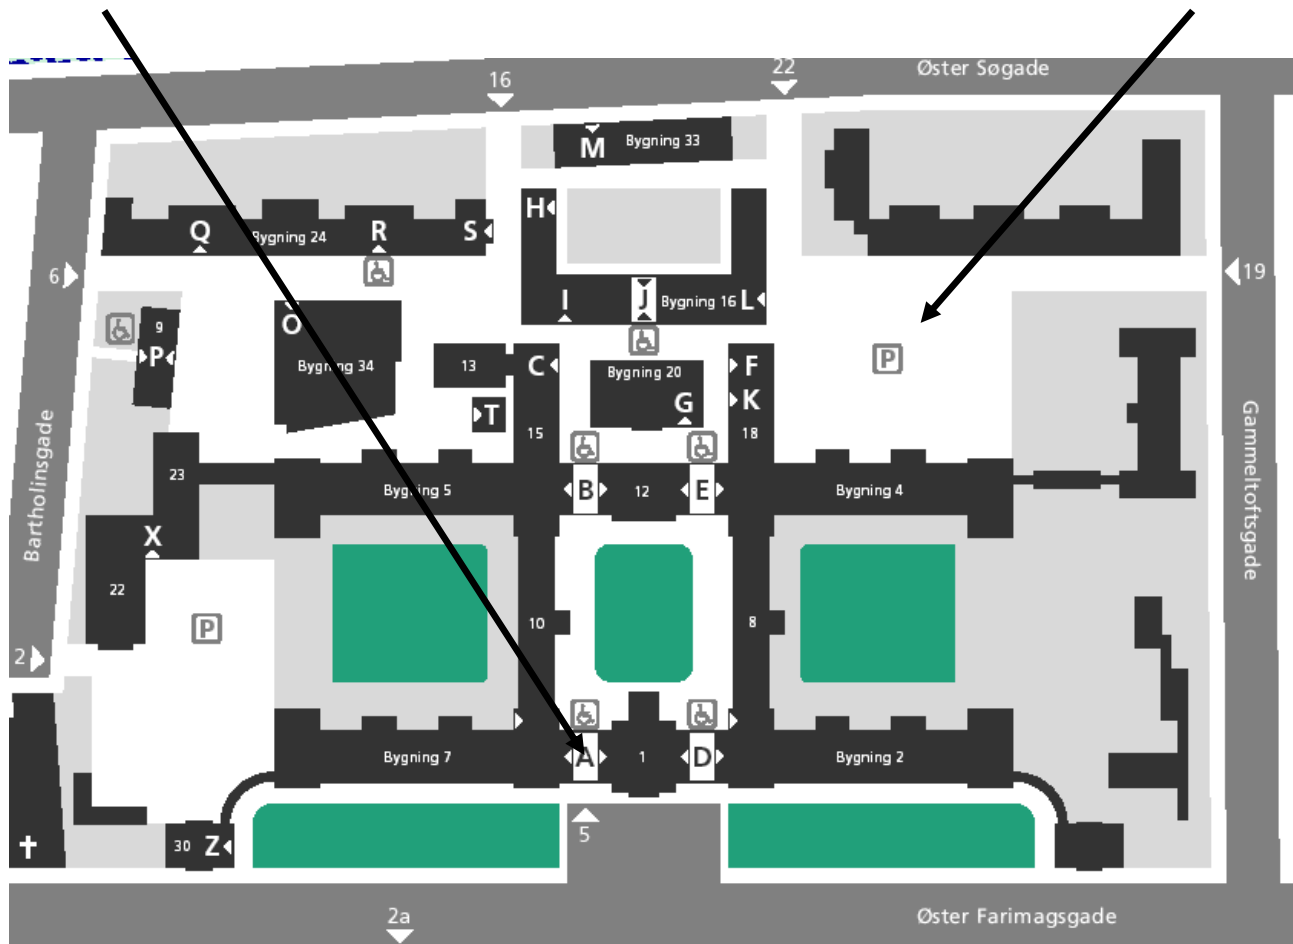 22
Øster Søgade
16
M
Bygning 33
H
Q
Bygning 24
R
S
6
19
I
J
Bygning 16
L
9
P
O
Bygning 34
13
C
Bygning 20
F
P
T
G
K
15
18
Bartholinsgade
Gammeltoftsgade
23
Bygning 5
B
12
E
Bygning 4
X
22
10
8
P
2
Bygning 7
A
1
D
Bygning 2
5
30
Z
2a
Øster Farimagsgade